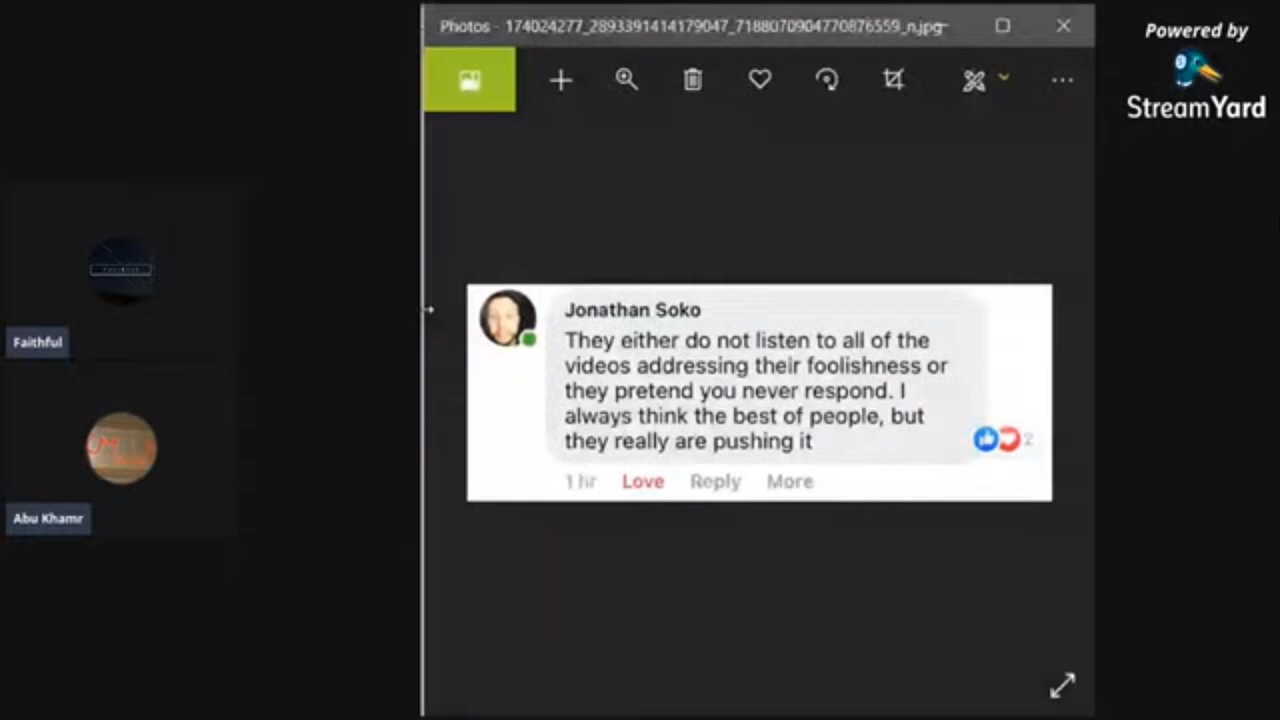 Photos - 174024277_2893391414179047_7188070904770876559_n.jpg
Powered by
StreamYard
Faithful
Abu Khamr
Jonathan Soko
They either do not listen to all of the
videos addressing their foolishness or
they pretend you never respond. I
always think the best of people, but
they really are pushing it
2
1 hr Love Reply More